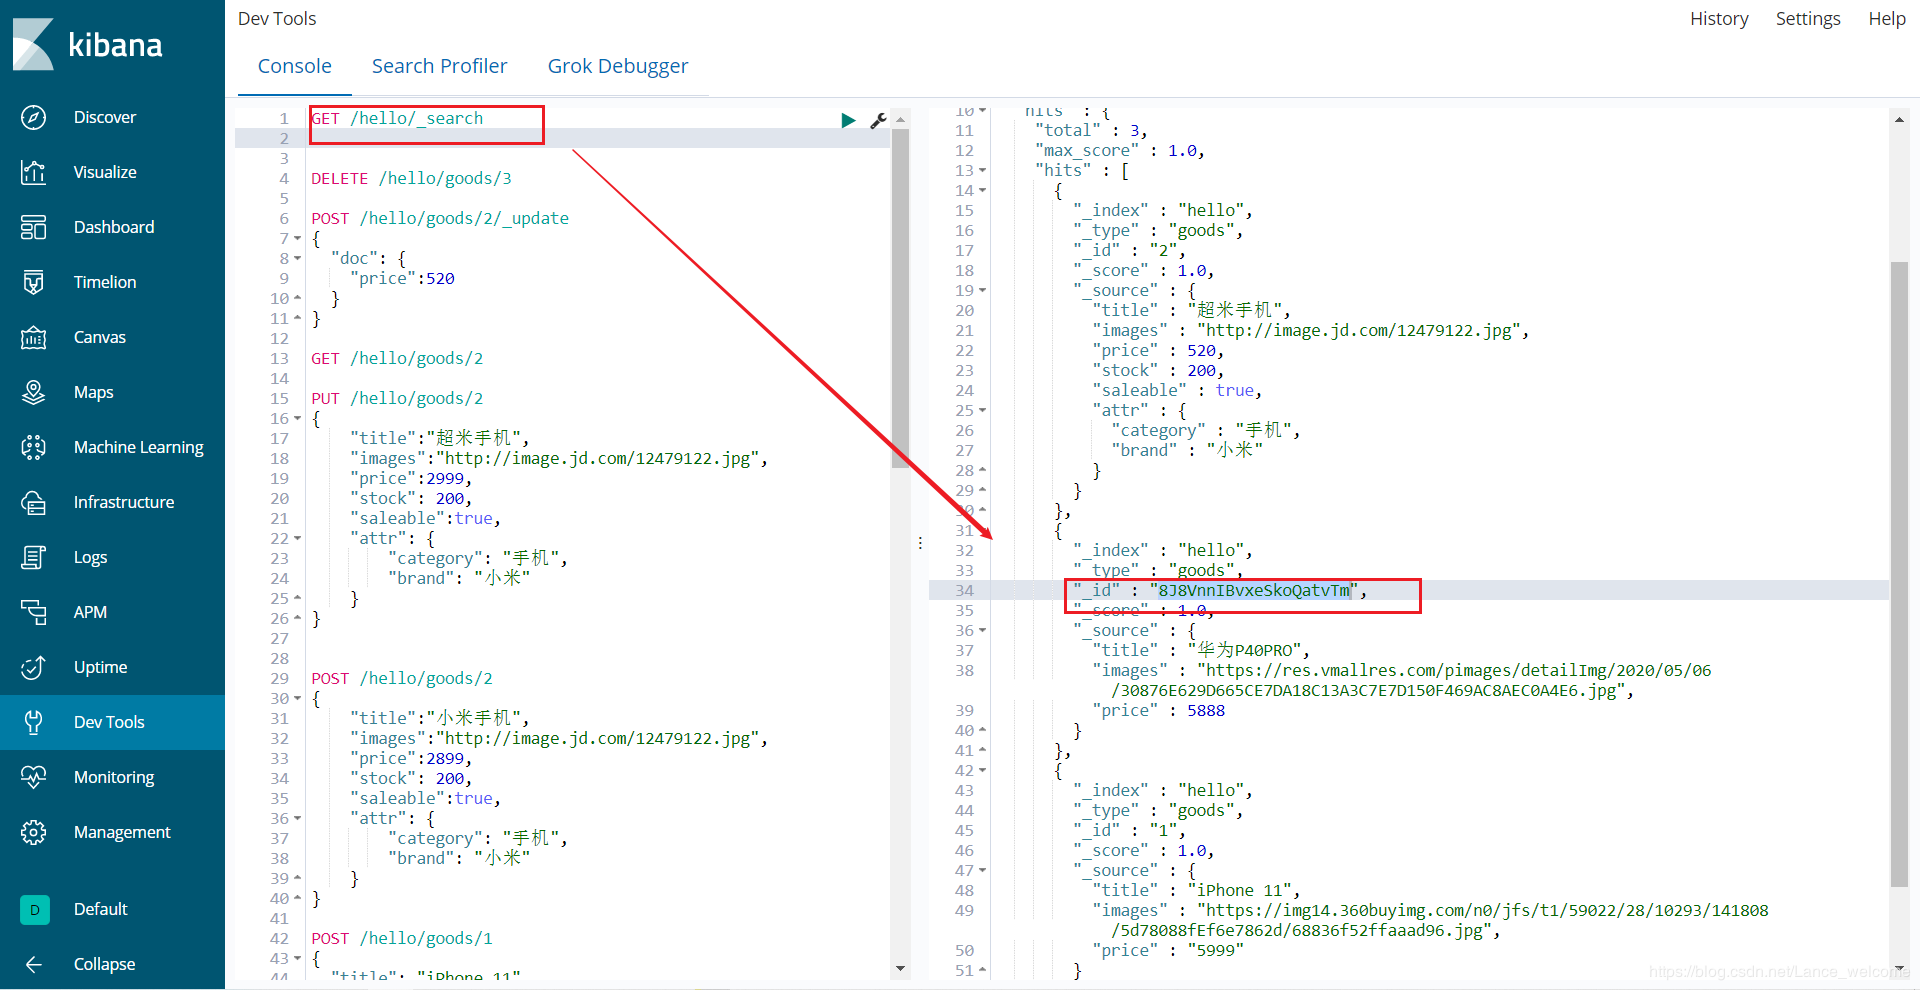 kibana
Discover
Visualize
Dashboard
Timelion
Canvas
Maps
Machine Learning
Infrastructure
Logs
APM
Uptime
Dev Tools
Monitoring
Management
D Default
Collapse
Dev Tools
History Settings Help
Console Search Profiler Grok Debugger
1 GET /hello/_search
2
3
4 DELETE /hello/goods/3
5
6 POST /hello/goods/2/_update
7 {
8 "doc": {
9 "price":520
10 }
11 }
12
13 GET /hello/goods/2
14
15 PUT /hello/goods/2
16 {
17 "title":"超米手机",
18 "images":"http://image.jd.com/12479122.jpg",
19 "price":2999,
20 "stock": 200,
21 "saleable":true,
22 "attr": {
23 "category": "手机",
24 "brand": "小米"
25 }
26 }
27
28
29 POST /hello/goods/2
30 {
31 "title":"小米手机",
32 "images":"http://image.jd.com/12479122.jpg",
33 "price":2899,
34 "stock": 200,
35 "saleable":true,
36 "attr": {
37 "category": "手机",
38 "brand": "小米"
39 }
40 }
41
42 POST /hello/goods/1
43 {
44 "title": "iPhone 11"
10 "hits" : {
11 "total" : 3,
12 "max_score" : 1.0,
13 "hits" : [
14 {
15 "_index" : "hello",
16 "_type" : "goods",
17 "_id" : "2",
18 "_score" : 1.0,
19 "_source" : {
20 "title" : "超米手机",
21 "images" : "http://image.jd.com/12479122.jpg",
22 "price" : 520,
23 "stock" : 200,
24 "saleable" : true,
25 "attr" : {
26 "category" : "手机",
27 "brand" : "小米"
28 }
29 }
30 },
31 {
32 "_index" : "hello",
33 "_type" : "goods",
34 "_id" : "8J8VnnIBvxeSkoQatvTm",
35 "_score" : 1.0,
36 "_source" : {
37 "title" : "华为P40PRO",
38 "images" : "https://res.vmallres.com/pimages/detailImg/2020/05/06
/30876E629D665CE7DA18C13A3C7E7D150F469AC8AEC0A4E6.jpg",
39 "price" : 5888
40 }
41 },
42 {
43 "_index" : "hello",
44 "_type" : "goods",
45 "_id" : "1",
46 "_score" : 1.0,
47 "_source" : {
48 "title" : "iPhone 11",
49 "images" : "https://img14.360buyimg.com/n0/jfs/t1/59022/28/10293/141808
/5d78088fEf6e7862d/68836f52ffaaad96.jpg",
50 "price" : "5999"
51 }
https://blog.csdn.net/Lance_welcome